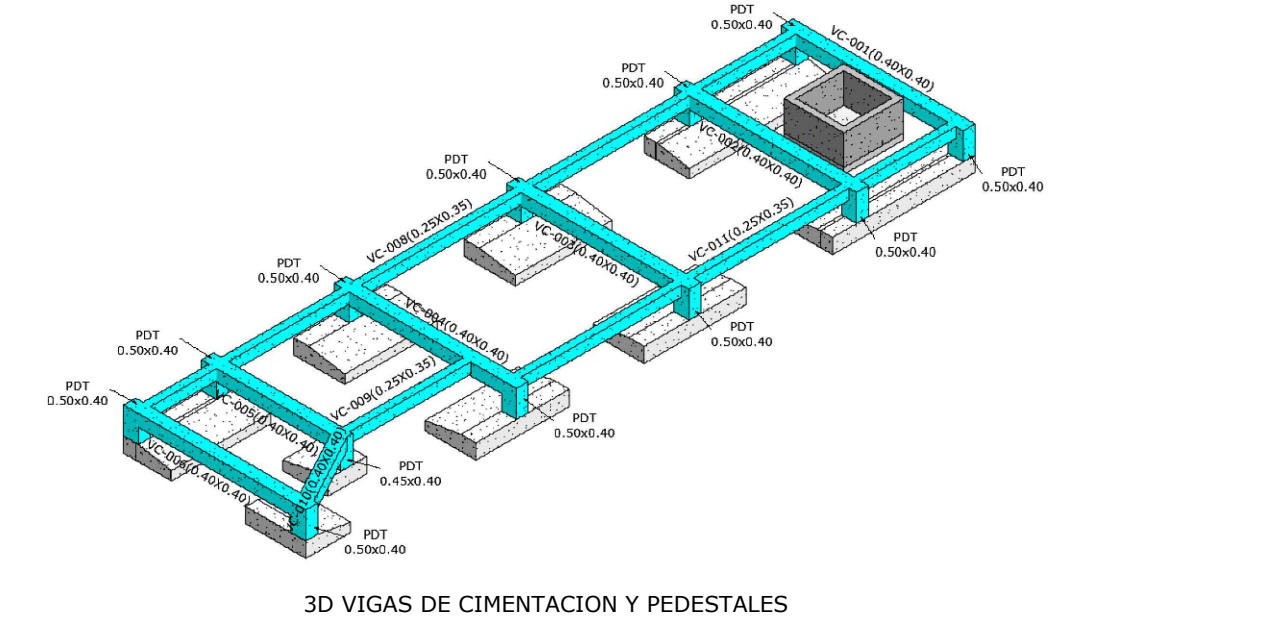 PDT
0.50x0.40
VC-001(0.40X0.40)
PDT
0.50x0.40
VC-002(0.40X0.40)
PDT
0.50x0.40
PDT
0.50x0.40
VC-008(0.25X0.35)
VC-003(0.40X0.40)
VC-011(0.25X0.35)
PDT
0.50x0.40
PDT
0.50x0.40
VC-004(0.40X0.40)
PDT
0.50x0.40
PDT
0.50x0.40
VC-009(0.25X0.35)
PDT
0.50x0.40
C-005(0.40X0.40)
PDT
0.50x0.40
VC-006(0.40X0.40)
010(0.40X0.40)
PDT
0.45x0.40
PDT
0.50x0.40
3D VIGAS DE CIMENTACION Y PEDESTALES